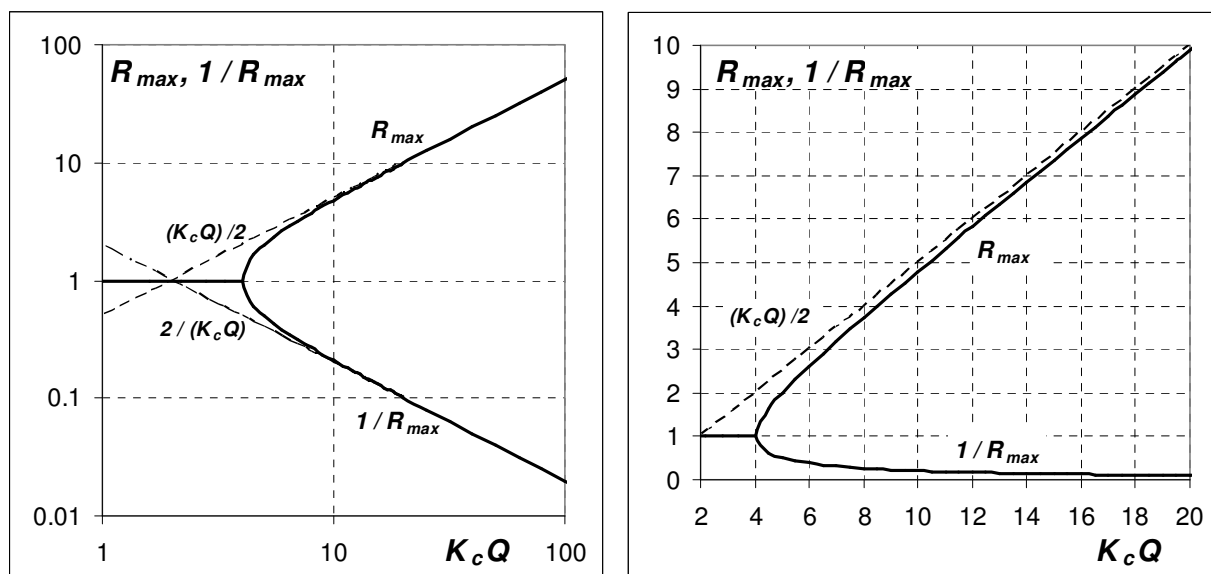 100
10
1
0.1
0.01
R max, 1 / R max
R max
(K c Q) /2
2 / (K c Q)
1 / R max
1
10
100
K c Q
10
9
8
7
6
5
4
3
2
1
0
R max, 1 / R max
R max
(K c Q) /2
1 / R max
2 4 6 8 10 12 14 16 18 20
K c Q